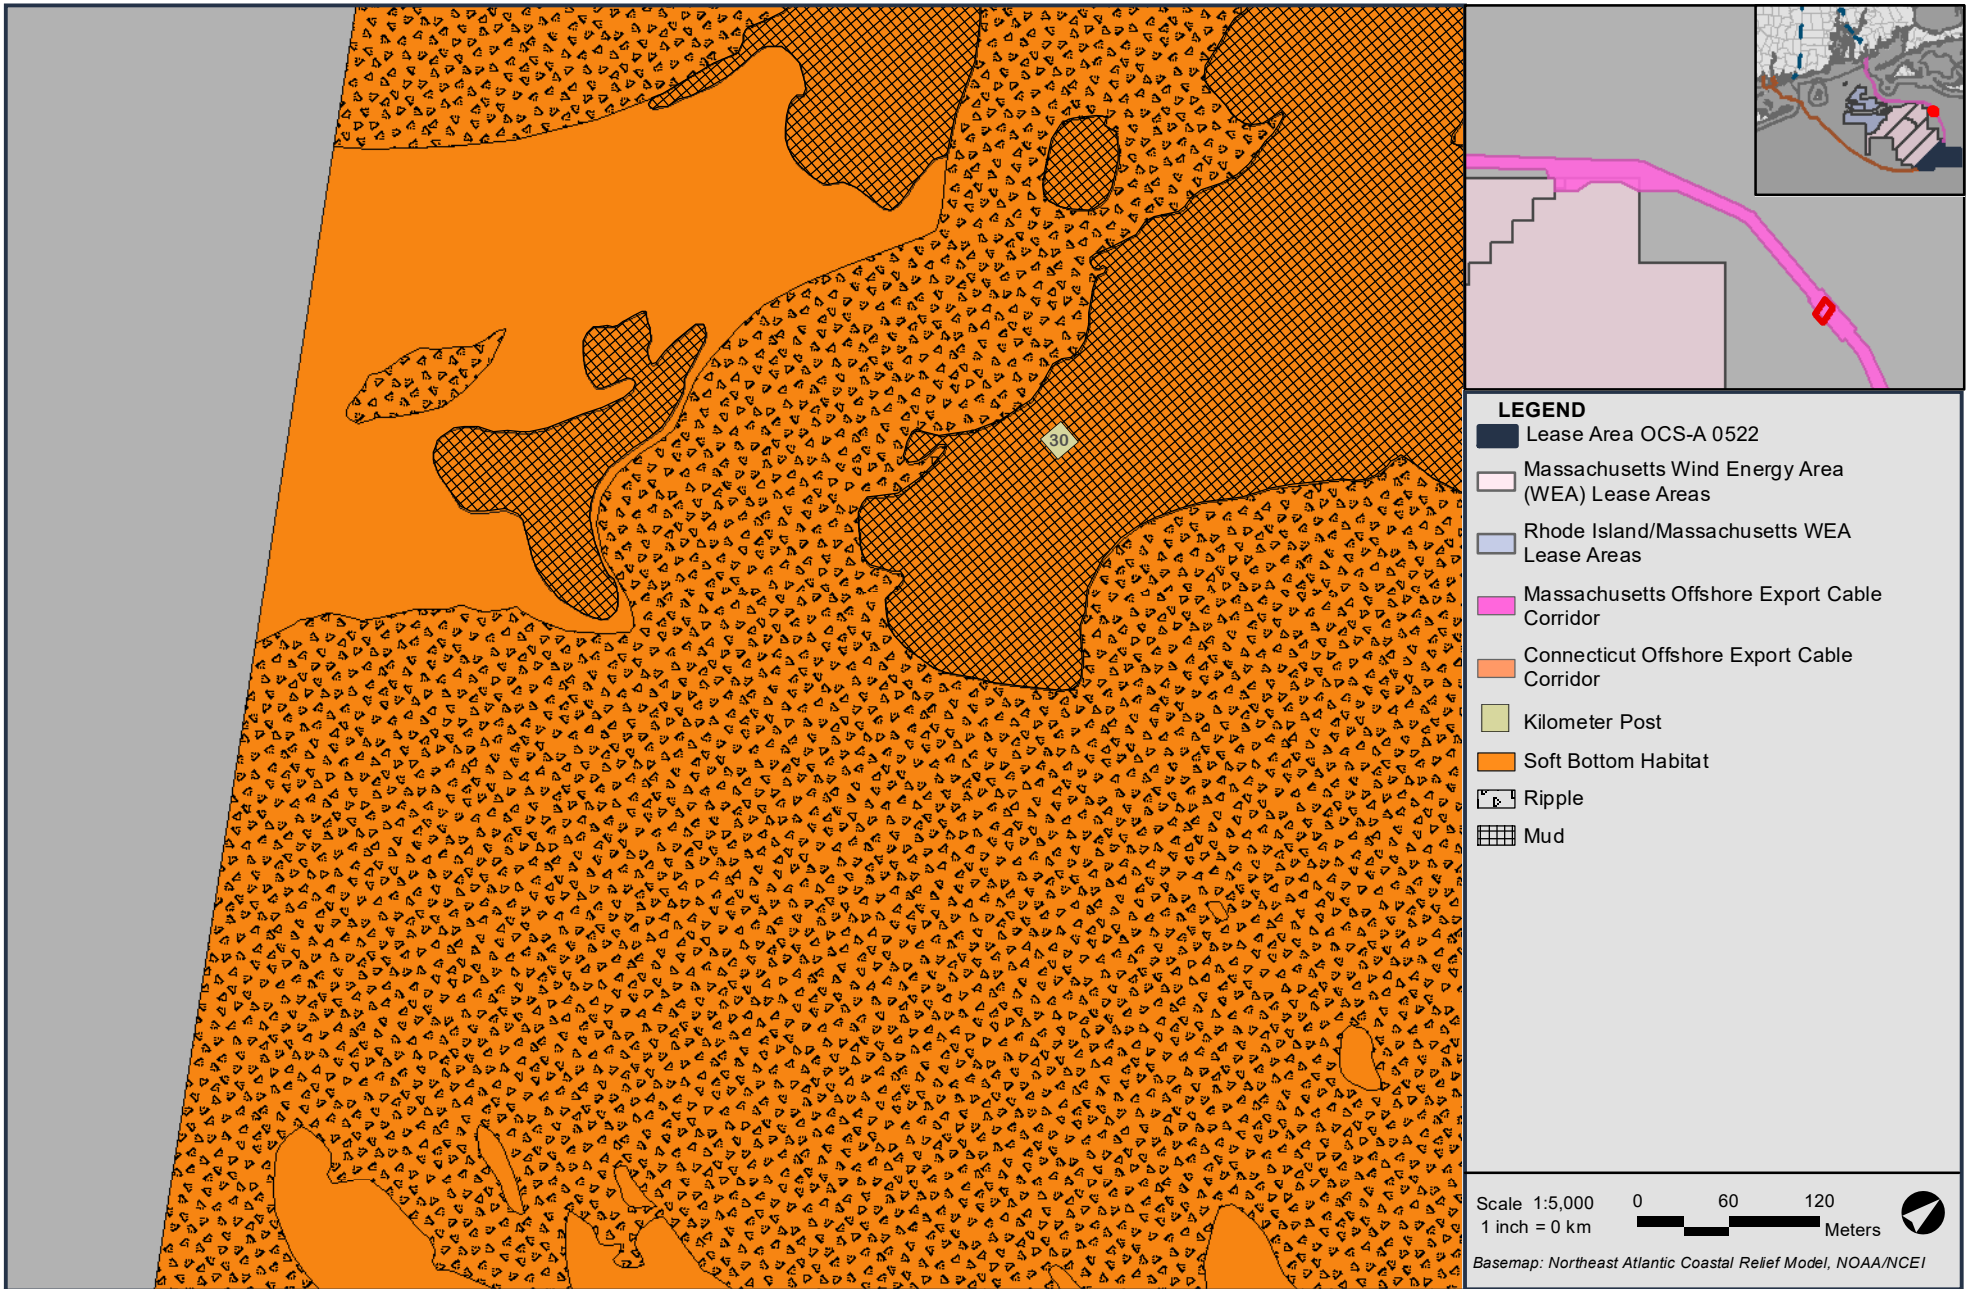 30
LEGEND
Lease Area OCS-A 0522
Massachusetts Wind Energy Area
(WEA) Lease Areas
Rhode Island/Massachusetts WEA
Lease Areas
Massachusetts Offshore Export Cable
Corridor
Connecticut Offshore Export Cable
Corridor
Kilometer Post
Soft Bottom Habitat
Ripple
Mud
Scale 1:5,000
1 inch = 0 km
0 60 120
Meters
Basemap: Northeast Atlantic Coastal Relief Model, NOAA/NCEI